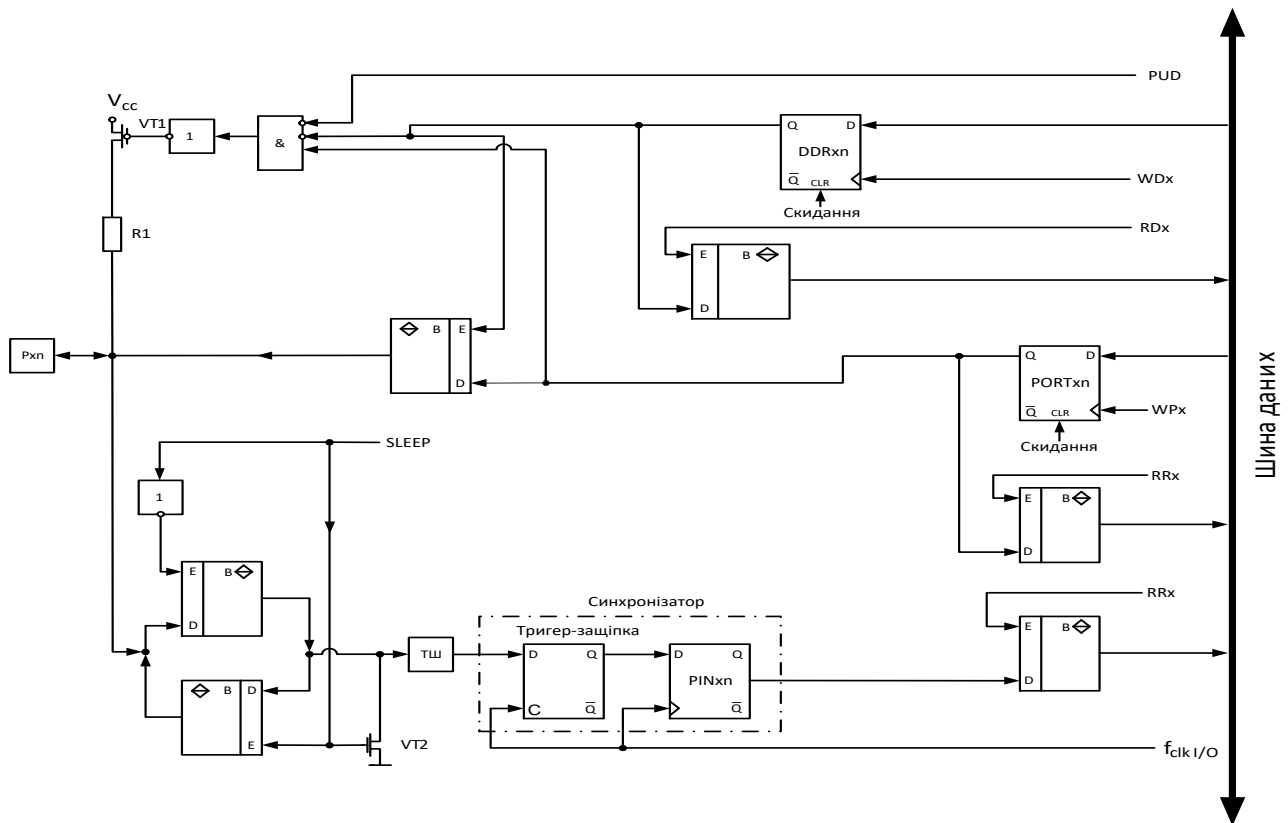 PUD
Vcc
VT1
1
&
Q D
DDRxn
Q CLR
WDx
Скидання
R1
RDx
E B
D
B E
D
Pxn
Q D
PORTxn
Q CLR
WPx
Скидання
Шина даних
SLEEP
1
RRx
E B
D
E B
D
RRx
Синхронізатор
Тригер-защіпка
E B
D
ТШ
D Q
C Q
D Q
PINxn
Q
B D
E
VT2
fclk I/O